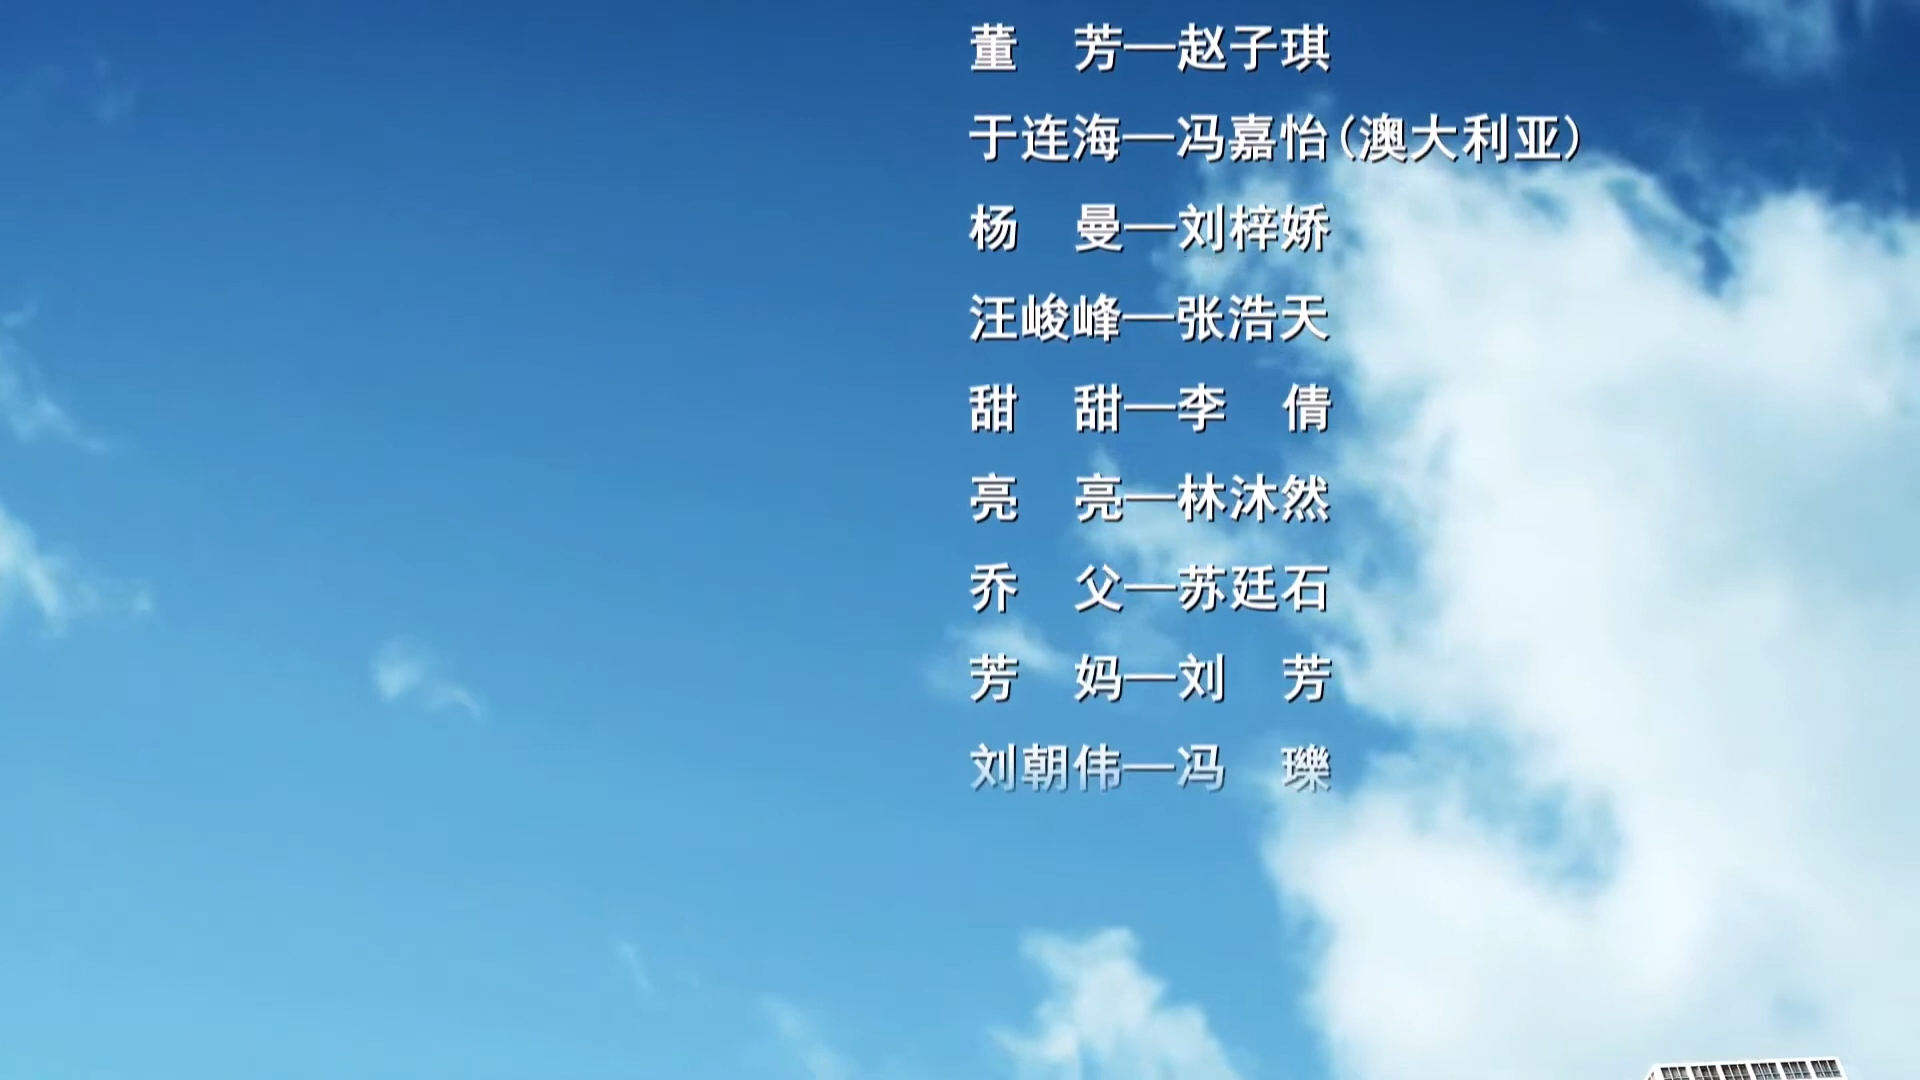 董　芳—赵子琪
于连海—冯嘉怡(澳大利亚)
杨　曼—刘梓娇
汪峻峰—张浩天
甜　甜—李　倩
亮　亮—林沐然
乔　父—苏廷石
芳　妈—刘　芳
刘朝伟—冯　瓅